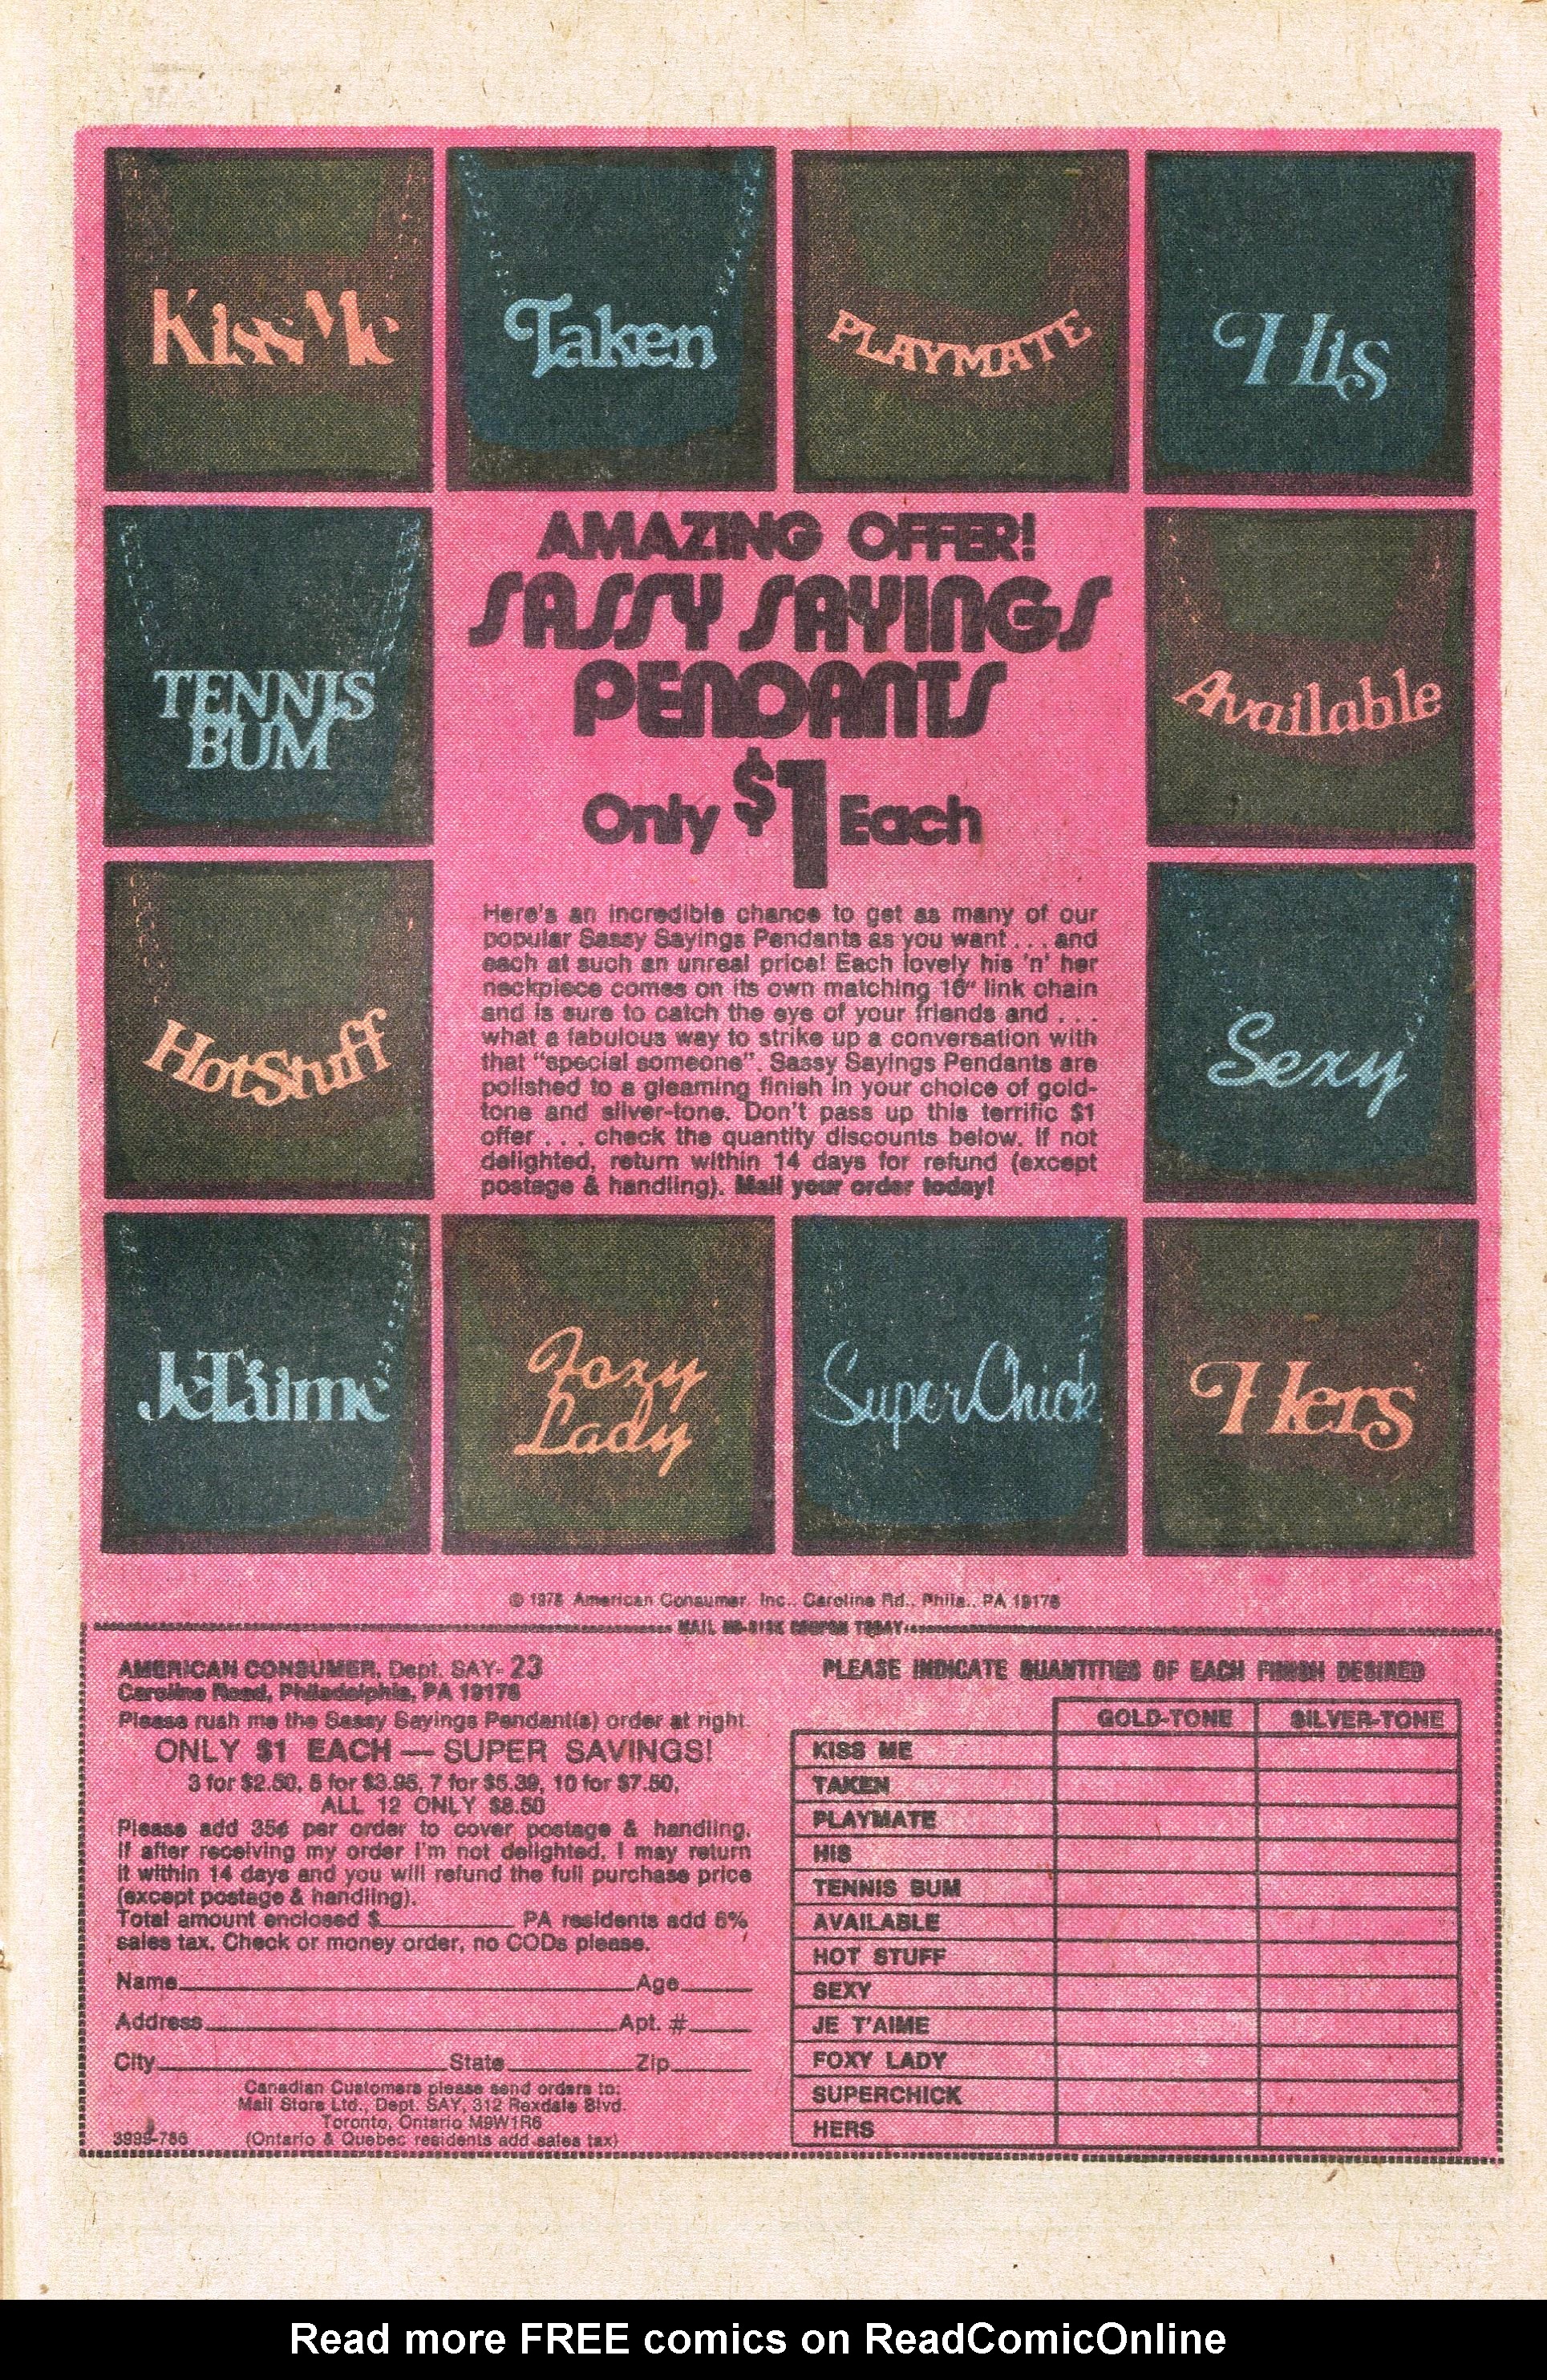 Kiss Me
Taken
PLAYMATE
His
TENNIS
BUM
AMAZING OFFER!
SASSY SAYINGS
PENDANTS
Only $1 Each
Available
Here's an incredible chance to get as many of our
popular Sassy Sayings Pendants as you want . . . and
each at such an unreal price! Each lovely his 'n' her
neckpiece comes on its own matching 16" link chain
and is sure to catch the eye of your friends and . . .
what a fabulous way to strike up a conversation with
that "special someone". Sassy Sayings Pendants are
polished to a gleaming finish in your choice of gold-
tone and silver-tone. Don't pass up this terrific $1
offer . . . check the quantity discounts below. If not
delighted, return within 14 days for refund (except
postage & handling). Mail your order today!
Hot Stuff
Sexy
Je T'aime
Foxy
Lady
SuperChick
Hers
© 1978 American Consumer, Inc., Caroline Rd., Phila., PA 19176
MAIL NO-RISK COUPON TODAY
AMERICAN CONSUMER, Dept. SAY-23
Caroline Road, Philadelphia, PA 19176
Please rush me the Sassy Sayings Pendant(s) order at right.
ONLY $1 EACH — SUPER SAVINGS!
3 for $2.50, 5 for $3.95, 7 for $5.39, 10 for $7.50,
ALL 12 ONLY $8.50
Please add 35¢ per order to cover postage & handling.
If after receiving my order I'm not delighted, I may return
it within 14 days and you will refund the full purchase price
(except postage & handling).
Total amount enclosed $ PA residents add 6%
sales tax. Check or money order, no CODs please.
Name Age
Address Apt. #
City State Zip
Canadian Customers please send orders to:
Mail Store Ltd., Dept. SAY, 312 Rexdale Blvd.
Toronto, Ontario M9W1R6
3999-786 (Ontario & Quebec residents add sales tax)
PLEASE INDICATE QUANTITIES OF EACH FINISH DESIRED
GOLD-TONE SILVER-TONE
KISS ME
TAKEN
PLAYMATE
HIS
TENNIS BUM
AVAILABLE
HOT STUFF
SEXY
JE T'AIME
FOXY LADY
SUPERCHICK
HERS
Read more FREE comics on ReadComicOnline